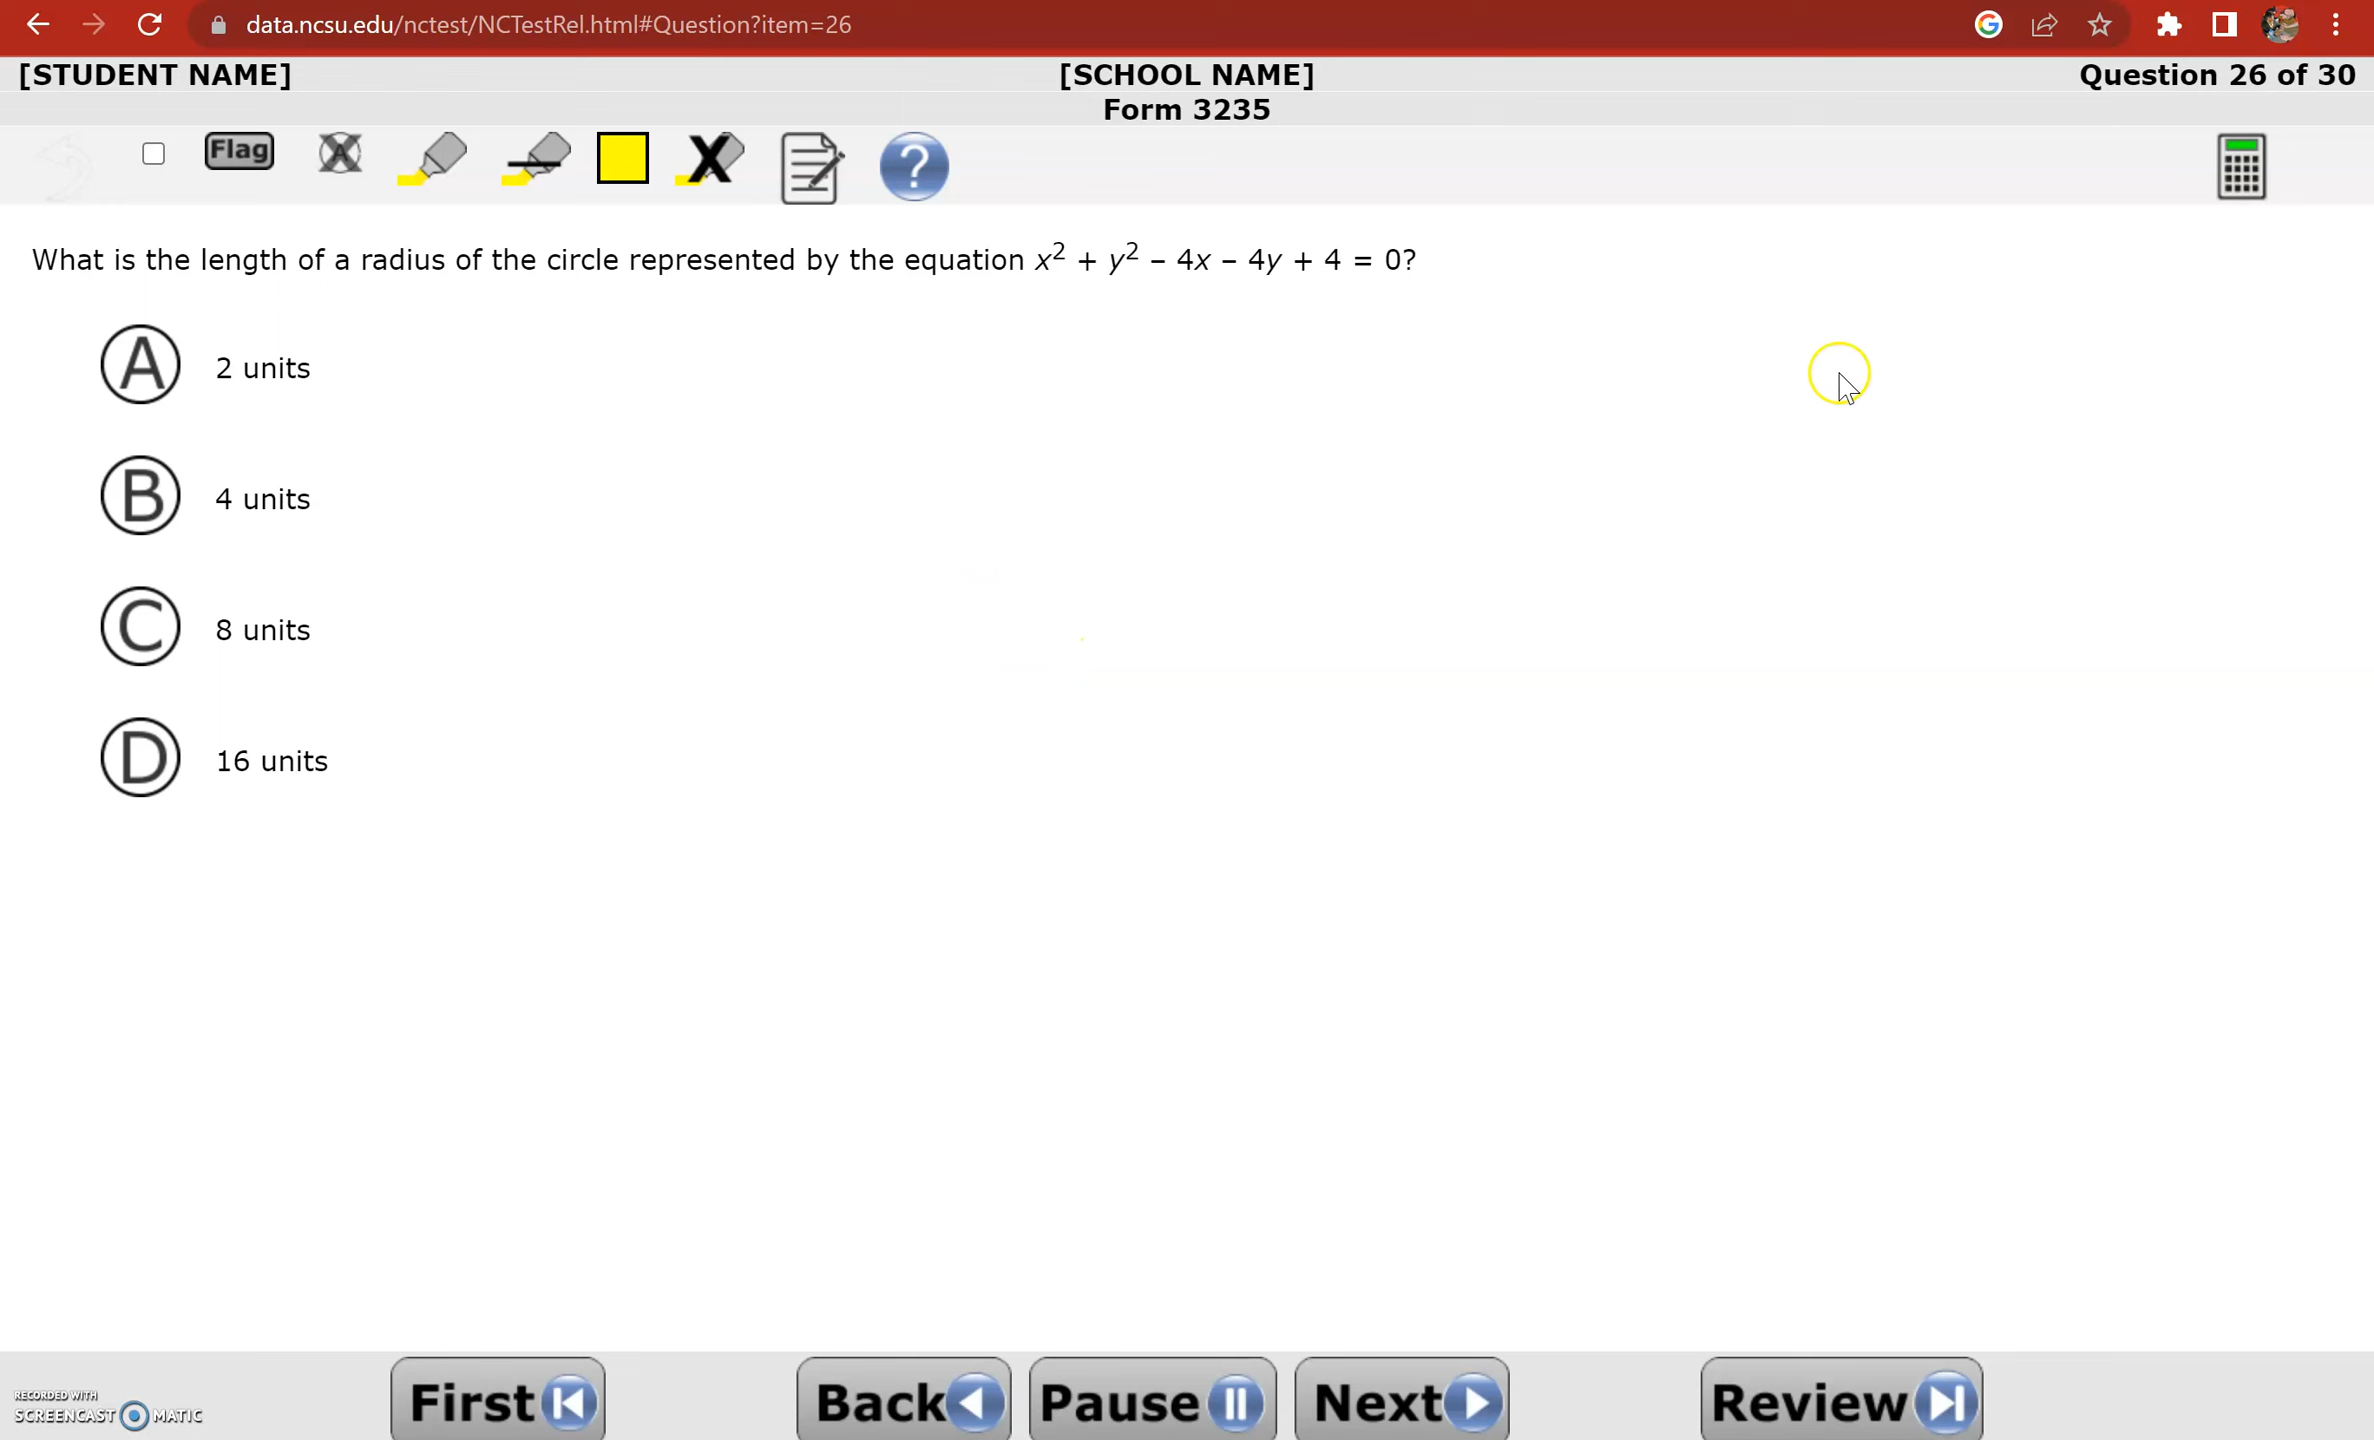 data.ncsu.edu/nctest/NCTestRel.html#Question?item=26
[STUDENT NAME] [SCHOOL NAME] Question 26 of 30
Form 3235
Flag A X ?
What is the length of a radius of the circle represented by the equation x² + y² – 4x – 4y + 4 = 0?
A 2 units
B 4 units
C 8 units
D 16 units
First Back Pause Next Review
RECORDED WITH
SCREENCAST MATIC